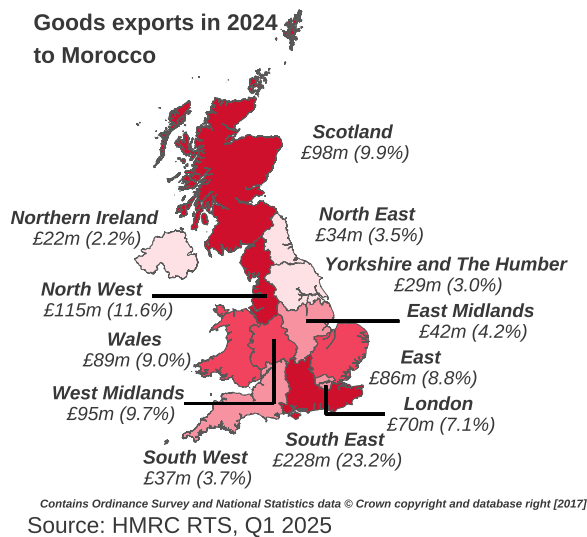 Goods exports in 2024
to Morocco
Scotland
£98m (9.9%)
Northern Ireland
£22m (2.2%)
North East
£34m (3.5%)
Yorkshire and The Humber
£29m (3.0%)
North West
£115m (11.6%)
East Midlands
£42m (4.2%)
Wales
£89m (9.0%)
East
£86m (8.8%)
West Midlands
£95m (9.7%)
London
£70m (7.1%)
South East
£228m (23.2%)
South West
£37m (3.7%)
Contains Ordinance Survey and National Statistics data © Crown copyright and database right [2017]
Source: HMRC RTS, Q1 2025